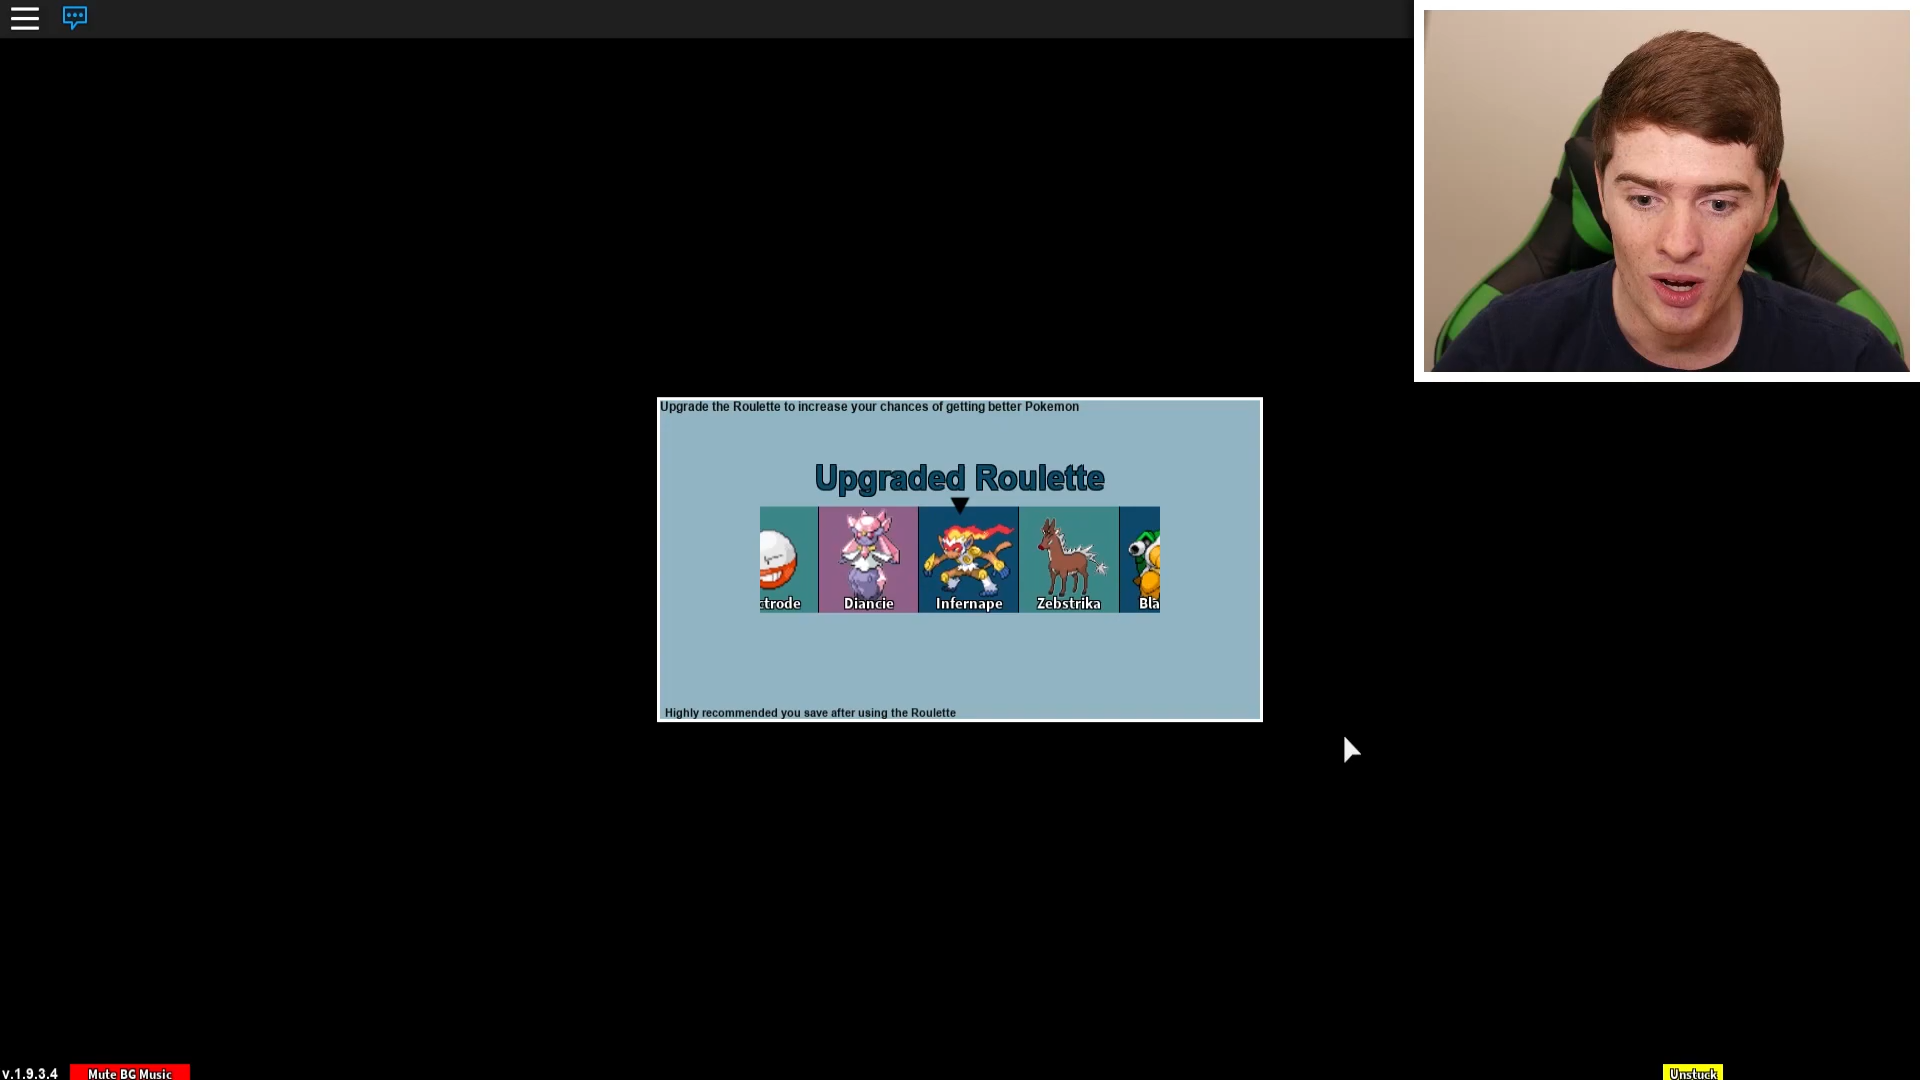 Upgrade the Roulette to increase your chances of getting better Pokemon
Upgraded Roulette
ctrode
Diancie
Infernape
Zebstrika
Bla
Highly recommended you save after using the Roulette
v.1.9.3.4
Mute BG Music
Unstuck